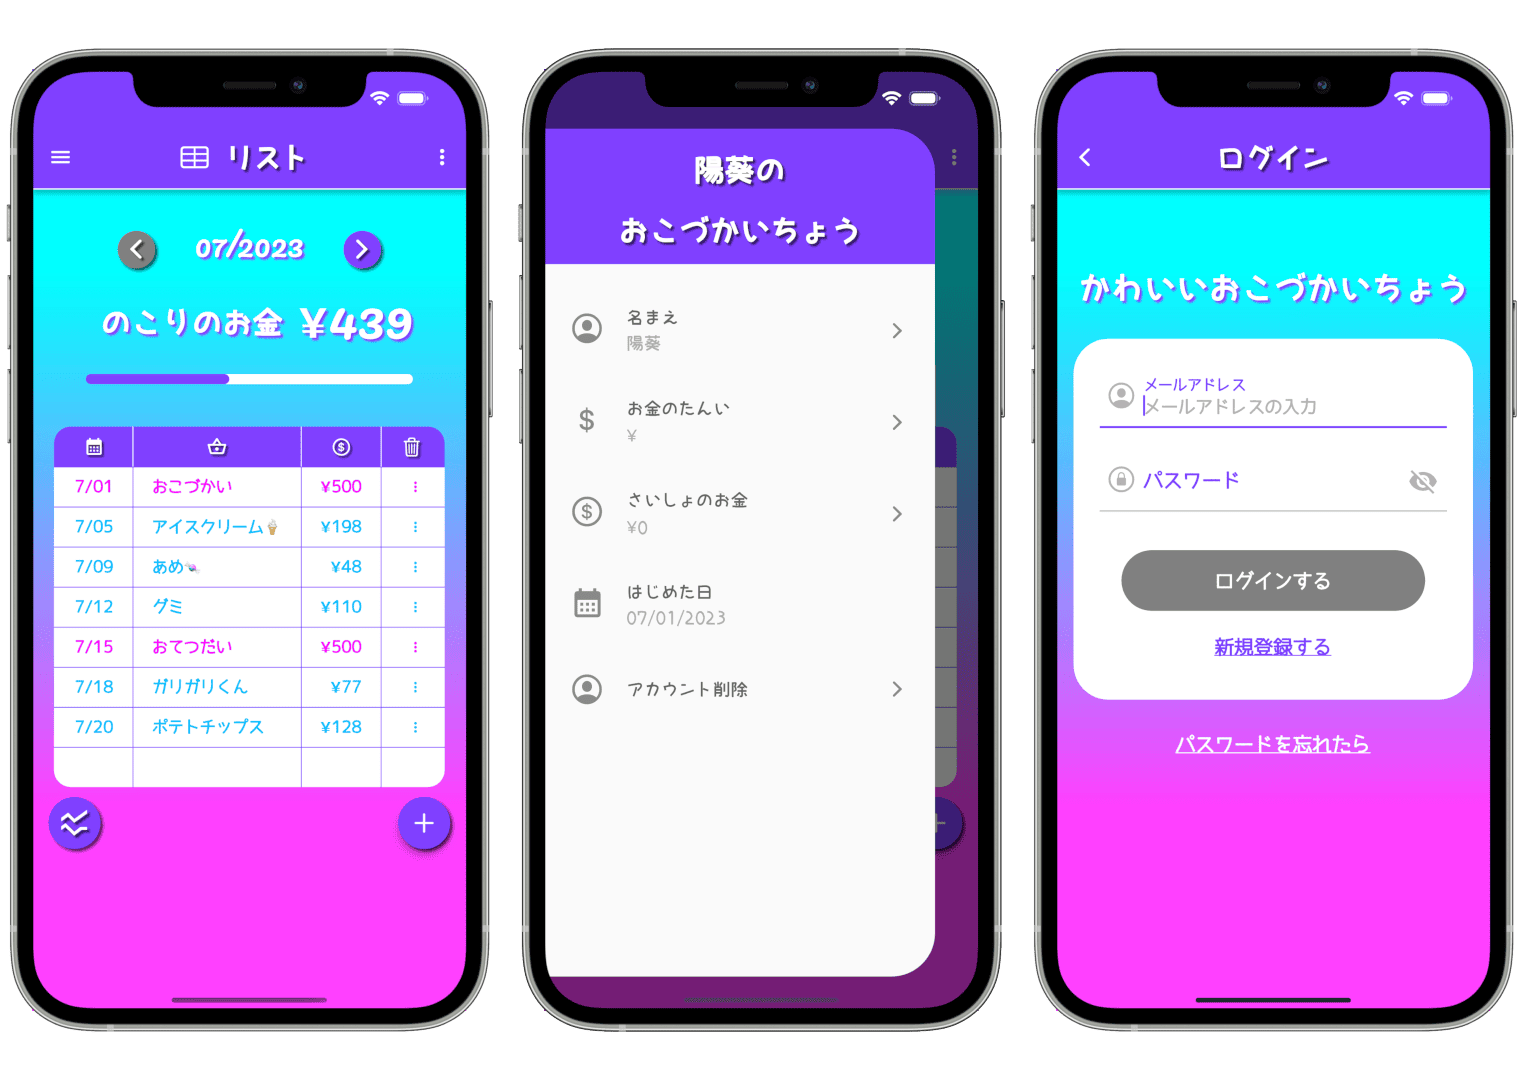 リスト
07/2023
のこりのお金 ¥439
7/01 おこづかい ¥500
7/05 アイスクリーム🍦 ¥198
7/09 あめ🍬 ¥48
7/12 グミ ¥110
7/15 おてつだい ¥500
7/18 ガリガリくん ¥77
7/20 ポテトチップス ¥128
陽葵の
おこづかいちょう
名まえ
陽葵
お金のたんい
¥
さいしょのお金
¥0
はじめた日
07/01/2023
アカウント削除
ログイン
かわいいおこづかいちょう
メールアドレス
メールアドレスの入力
パスワード
ログインする
新規登録する
パスワードを忘れたら